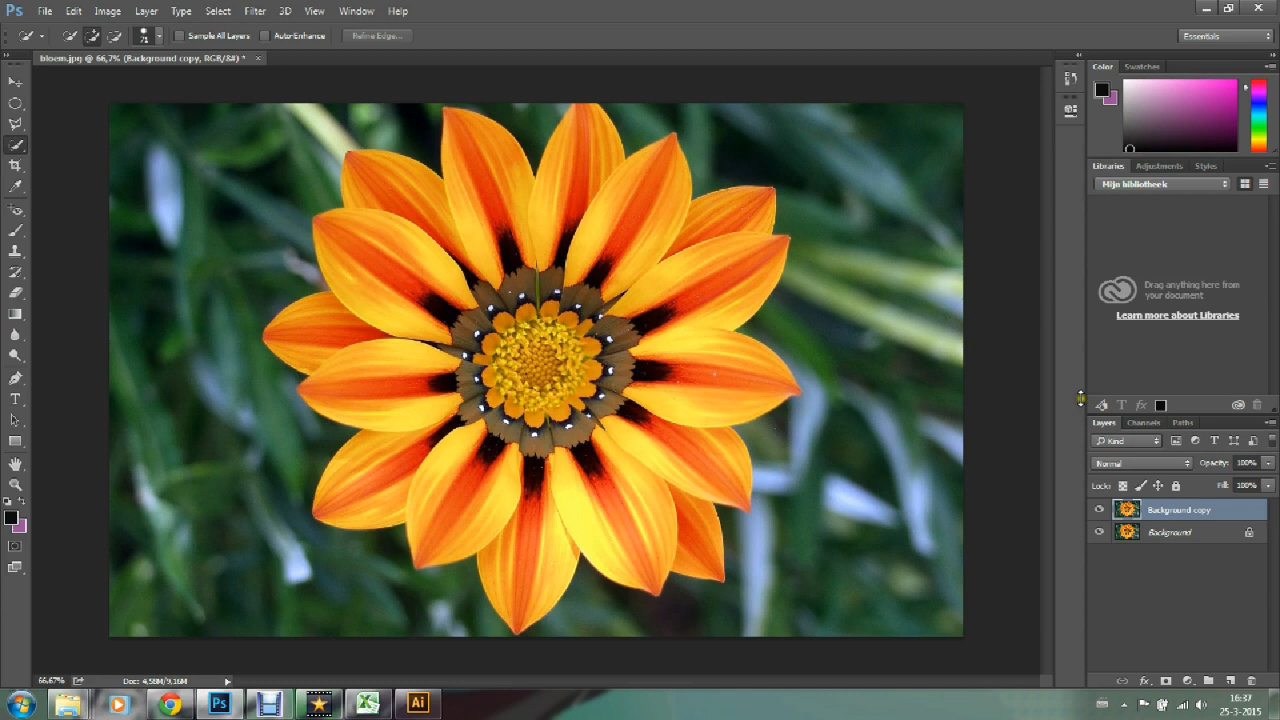 Ps File Edit Image Layer Type Select Filter 3D View Window Help
71 Sample All Layers Auto-Enhance Refine Edge... Essentials
bloem.jpg @ 66,7% (Background copy, RGB/8#) *
Color Swatches
Libraries Adjustments Styles
Mijn bibliotheek
Drag anything here from
your document
Learn more about Libraries
Layers Channels Paths
Kind
Normal Opacity: 100%
Lock: Fill: 100%
Background copy
Background
66,67% Doc: 4,58M/9,16M
Ps Ai
16:37
25-3-2015